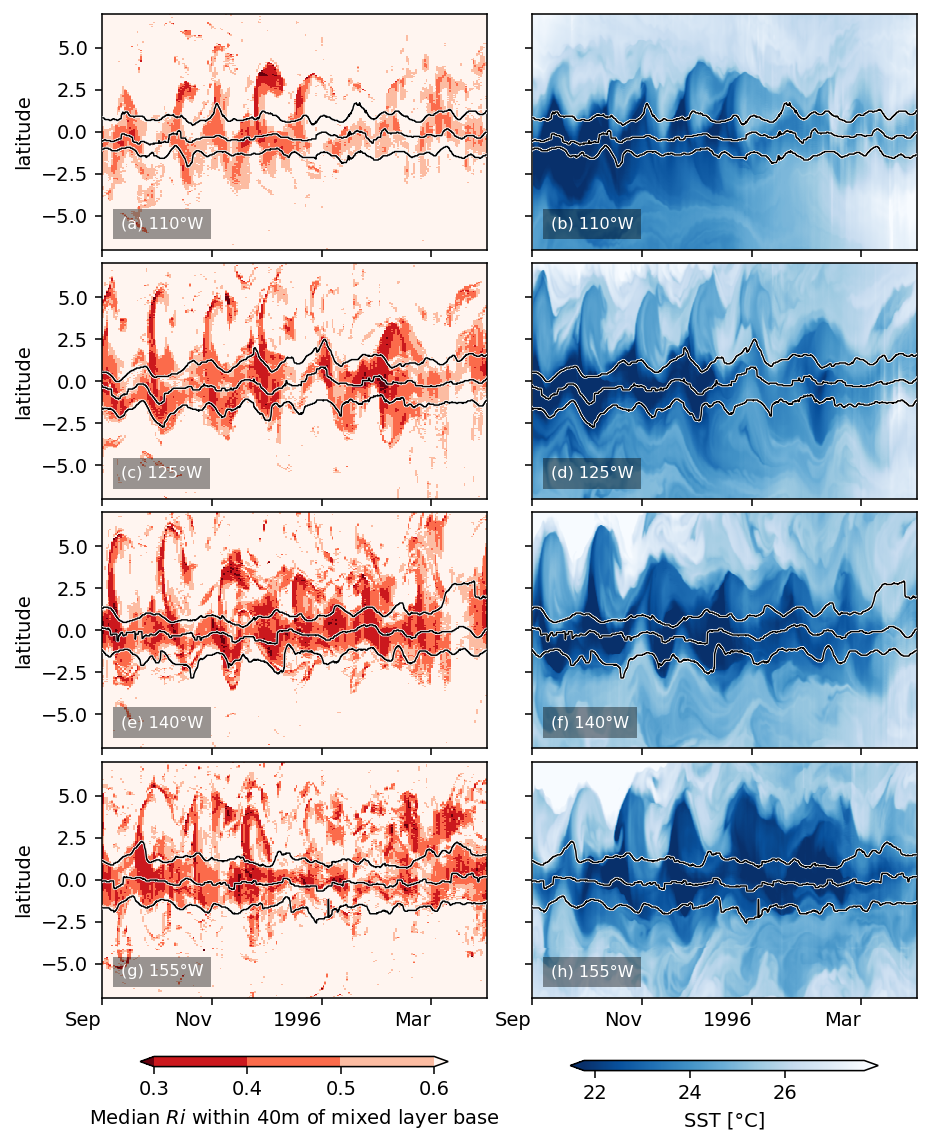 5.0
2.5
0.0
−2.5
−5.0
latitude
(a) 110°W
(b) 110°W
5.0
2.5
0.0
−2.5
−5.0
latitude
(c) 125°W
(d) 125°W
5.0
2.5
0.0
−2.5
−5.0
latitude
(e) 140°W
(f) 140°W
5.0
2.5
0.0
−2.5
−5.0
latitude
(g) 155°W
(h) 155°W
Sep Nov 1996 Mar
Sep Nov 1996 Mar
0.3 0.4 0.5 0.6
Median Ri within 40m of mixed layer base
22 24 26
SST [°C]